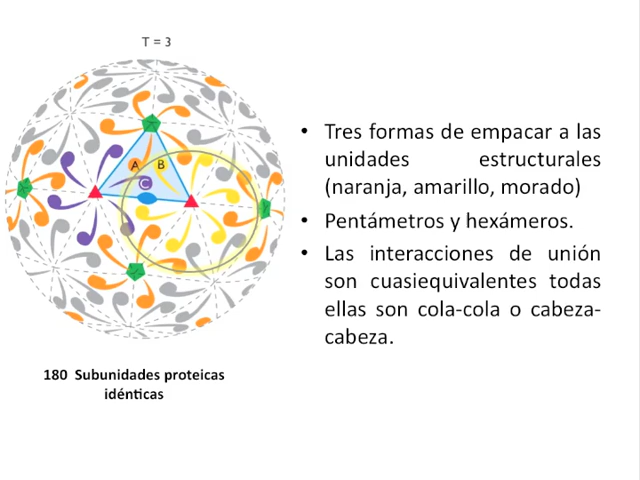 T = 3
A
B
C
• Tres formas de empacar a las
unidades estructurales
(naranja, amarillo, morado)
• Pentámetros y hexámeros.
• Las interacciones de unión
son cuasiequivalentes todas
ellas son cola-cola o cabeza-
cabeza.
180 Subunidades proteicas
idénticas